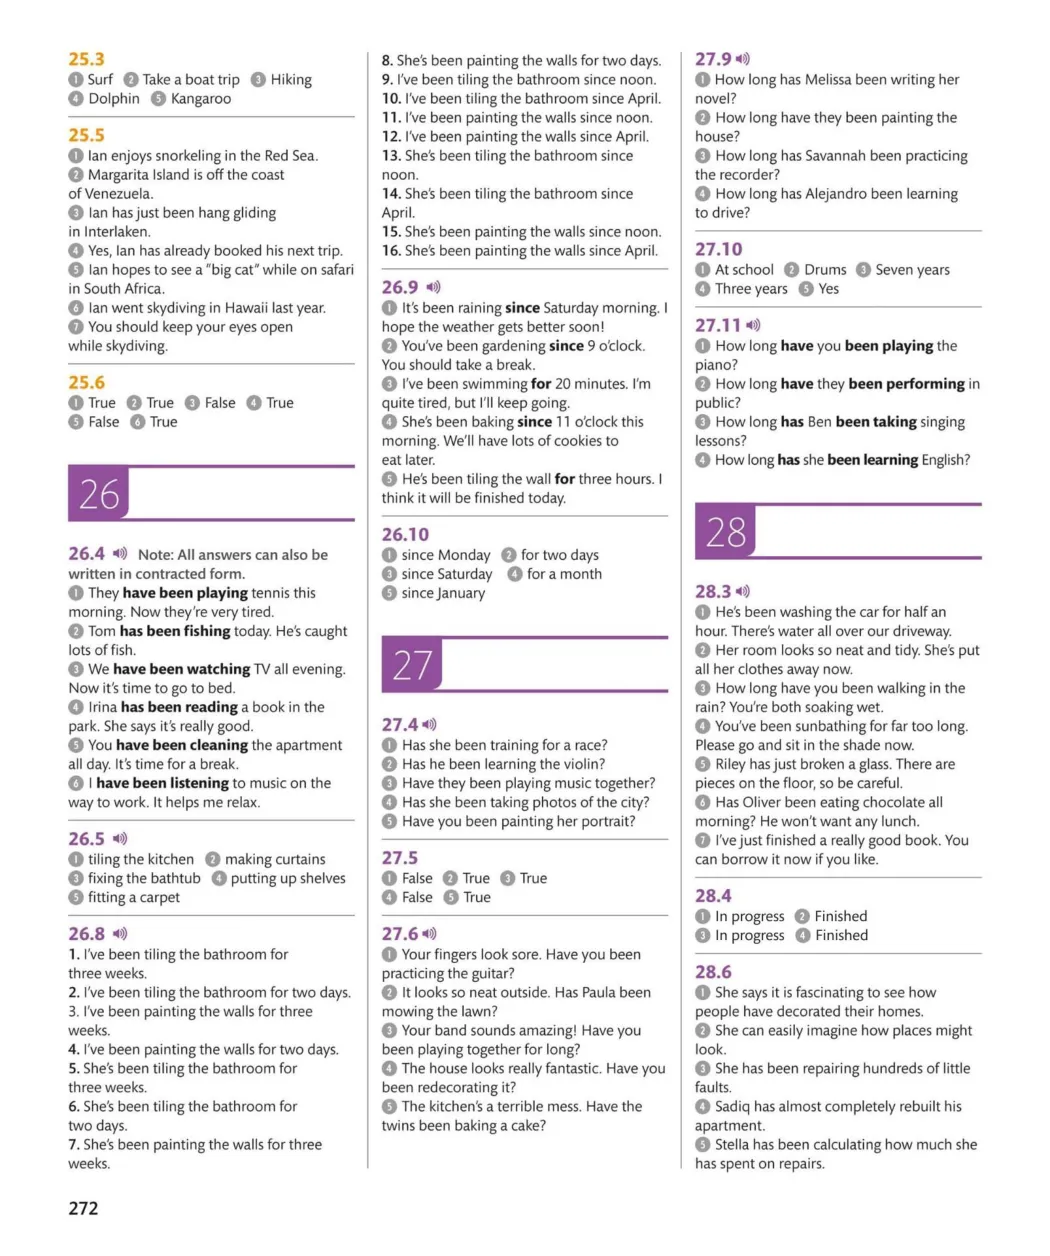 25.3
1 Surf 2 Take a boat trip 3 Hiking
4 Dolphin 5 Kangaroo
25.5
1 Ian enjoys snorkeling in the Red Sea.
2 Margarita Island is off the coast
of Venezuela.
3 Ian has just been hang gliding
in Interlaken.
4 Yes, Ian has already booked his next trip.
5 Ian hopes to see a “big cat” while on safari
in South Africa.
6 Ian went skydiving in Hawaii last year.
7 You should keep your eyes open
while skydiving.
25.6
1 True 2 True 3 False 4 True
5 False 6 True
26
26.4 Note: All answers can also be
written in contracted form.
1 They have been playing tennis this
morning. Now they’re very tired.
2 Tom has been fishing today. He’s caught
lots of fish.
3 We have been watching TV all evening.
Now it’s time to go to bed.
4 Irina has been reading a book in the
park. She says it’s really good.
5 You have been cleaning the apartment
all day. It’s time for a break.
6 I have been listening to music on the
way to work. It helps me relax.
26.5
1 tiling the kitchen 2 making curtains
3 fixing the bathtub 4 putting up shelves
5 fitting a carpet
26.8
1. I’ve been tiling the bathroom for
three weeks.
2. I’ve been tiling the bathroom for two days.
3. I’ve been painting the walls for three
weeks.
4. I’ve been painting the walls for two days.
5. She’s been tiling the bathroom for
three weeks.
6. She’s been tiling the bathroom for
two days.
7. She’s been painting the walls for three
weeks.
8. She’s been painting the walls for two days.
9. I’ve been tiling the bathroom since noon.
10. I’ve been tiling the bathroom since April.
11. I’ve been painting the walls since noon.
12. I’ve been painting the walls since April.
13. She’s been tiling the bathroom since
noon.
14. She’s been tiling the bathroom since
April.
15. She’s been painting the walls since noon.
16. She’s been painting the walls since April.
26.9
1 It’s been raining since Saturday morning. I
hope the weather gets better soon!
2 You’ve been gardening since 9 o’clock.
You should take a break.
3 I’ve been swimming for 20 minutes. I’m
quite tired, but I’ll keep going.
4 She’s been baking since 11 o’clock this
morning. We’ll have lots of cookies to
eat later.
5 He’s been tiling the wall for three hours. I
think it will be finished today.
26.10
1 since Monday 2 for two days
3 since Saturday 4 for a month
5 since January
27
27.4
1 Has she been training for a race?
2 Has he been learning the violin?
3 Have they been playing music together?
4 Has she been taking photos of the city?
5 Have you been painting her portrait?
27.5
1 False 2 True 3 True
4 False 5 True
27.6
1 Your fingers look sore. Have you been
practicing the guitar?
2 It looks so neat outside. Has Paula been
mowing the lawn?
3 Your band sounds amazing! Have you
been playing together for long?
4 The house looks really fantastic. Have you
been redecorating it?
5 The kitchen’s a terrible mess. Have the
twins been baking a cake?
27.9
1 How long has Melissa been writing her
novel?
2 How long have they been painting the
house?
3 How long has Savannah been practicing
the recorder?
4 How long has Alejandro been learning
to drive?
27.10
1 At school 2 Drums 3 Seven years
4 Three years 5 Yes
27.11
1 How long have you been playing the
piano?
2 How long have they been performing in
public?
3 How long has Ben been taking singing
lessons?
4 How long has she been learning English?
28
28.3
1 He’s been washing the car for half an
hour. There’s water all over our driveway.
2 Her room looks so neat and tidy. She’s put
all her clothes away now.
3 How long have you been walking in the
rain? You’re both soaking wet.
4 You’ve been sunbathing for far too long.
Please go and sit in the shade now.
5 Riley has just broken a glass. There are
pieces on the floor, so be careful.
6 Has Oliver been eating chocolate all
morning? He won’t want any lunch.
7 I’ve just finished a really good book. You
can borrow it now if you like.
28.4
1 In progress 2 Finished
3 In progress 4 Finished
28.6
1 She says it is fascinating to see how
people have decorated their homes.
2 She can easily imagine how places might
look.
3 She has been repairing hundreds of little
faults.
4 Sadiq has almost completely rebuilt his
apartment.
5 Stella has been calculating how much she
has spent on repairs.
272